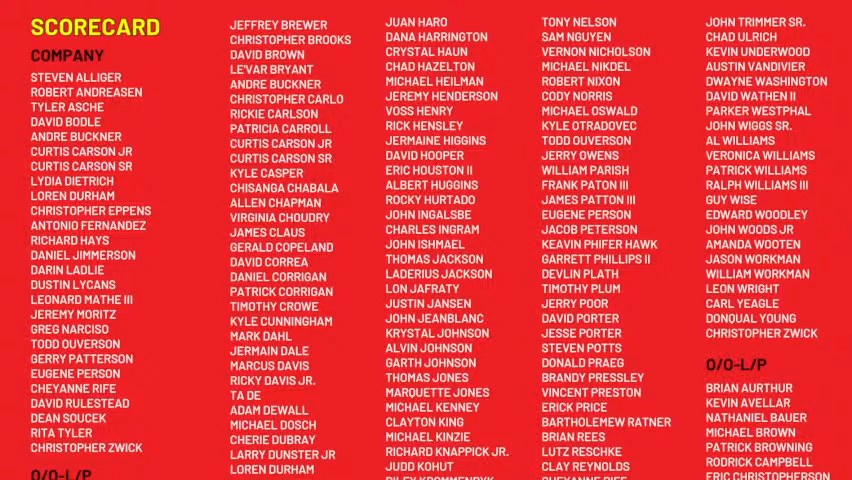 SCORECARD
COMPANY
STEVEN ALLIGER
ROBERT ANDREASEN
TYLER ASCHE
DAVID BODLE
ANDRE BUCKNER
CURTIS CARSON JR
CURTIS CARSON SR
LYDIA DIETRICH
LOREN DURHAM
CHRISTOPHER EPPENS
ANTONIO FERNANDEZ
RICHARD HAYS
DANIEL JIMMERSON
DARIN LADLIE
DUSTIN LYCANS
LEONARD MATHE III
JEREMY MORITZ
GREG NARCISO
TODD OUVERSON
GERRY PATTERSON
EUGENE PERSON
CHEYANNE RIFE
DAVID RULESTEAD
DEAN SOUCEK
RITA TYLER
CHRISTOPHER ZWICK
O/O-L/P
JEFFREY BREWER
CHRISTOPHER BROOKS
DAVID BROWN
LE'VAR BRYANT
ANDRE BUCKNER
CHRISTOPHER CARLO
RICKIE CARLSON
PATRICIA CARROLL
CURTIS CARSON JR
CURTIS CARSON SR
KYLE CASPER
CHISANGA CHABALA
ALLEN CHAPMAN
VIRGINIA CHOUDRY
JAMES CLAUS
GERALD COPELAND
DAVID CORREA
DANIEL CORRIGAN
PATRICK CORRIGAN
TIMOTHY CROWE
KYLE CUNNINGHAM
MARK DAHL
JERMAIN DALE
MARCUS DAVIS
RICKY DAVIS JR.
TA DE
ADAM DEWALL
MICHAEL DOSCH
CHERIE DUBRAY
LARRY DUNSTER JR
LOREN DURHAM
JUAN HARO
DANA HARRINGTON
CRYSTAL HAUN
CHAD HAZELTON
MICHAEL HEILMAN
JEREMY HENDERSON
VOSS HENRY
RICK HENSLEY
JERMAINE HIGGINS
DAVID HOOPER
ERIC HOUSTON II
ALBERT HUGGINS
ROCKY HURTADO
JOHN INGALSBE
CHARLES INGRAM
JOHN ISHMAEL
THOMAS JACKSON
LADERIUS JACKSON
LON JAFRATY
JUSTIN JANSEN
JOHN JEANBLANC
KRYSTAL JOHNSON
ALVIN JOHNSON
GARTH JOHNSON
THOMAS JONES
MARQUETTE JONES
MICHAEL KENNEY
CLAYTON KING
MICHAEL KINZIE
RICHARD KNAPPICK JR.
JUDD KOHUT
TONY NELSON
SAM NGUYEN
VERNON NICHOLSON
MICHAEL NIKDEL
ROBERT NIXON
CODY NORRIS
MICHAEL OSWALD
KYLE OTRADOVEC
TODD OUVERSON
JERRY OWENS
WILLIAM PARISH
FRANK PATON III
JAMES PATTON III
EUGENE PERSON
JACOB PETERSON
KEAVIN PHIFER HAWK
GARRETT PHILLIPS II
DEVLIN PLATH
TIMOTHY PLUM
JERRY POOR
DAVID PORTER
JESSE PORTER
STEVEN POTTS
DONALD PRAEG
BRANDY PRESSLEY
VINCENT PRESTON
ERICK PRICE
BARTHOLEMEW RATNER
BRIAN REES
LUTZ RESCHKE
CLAY REYNOLDS
CHEYANNE RIFE
JOHN TRIMMER SR.
CHAD ULRICH
KEVIN UNDERWOOD
AUSTIN VANDIVIER
DWAYNE WASHINGTON
DAVID WATHEN II
PARKER WESTPHAL
JOHN WIGGS SR.
AL WILLIAMS
VERONICA WILLIAMS
PATRICK WILLIAMS
RALPH WILLIAMS III
GUY WISE
EDWARD WOODLEY
JOHN WOODS JR
AMANDA WOOTEN
JASON WORKMAN
WILLIAM WORKMAN
LEON WRIGHT
CARL YEAGLE
DONQUAL YOUNG
CHRISTOPHER ZWICK
O/O-L/P
BRIAN AURTHUR
KEVIN AVELLAR
NATHANIEL BAUER
MICHAEL BROWN
PATRICK BROWNING
RODRICK CAMPBELL
ERIC CHRISTOPHERSON